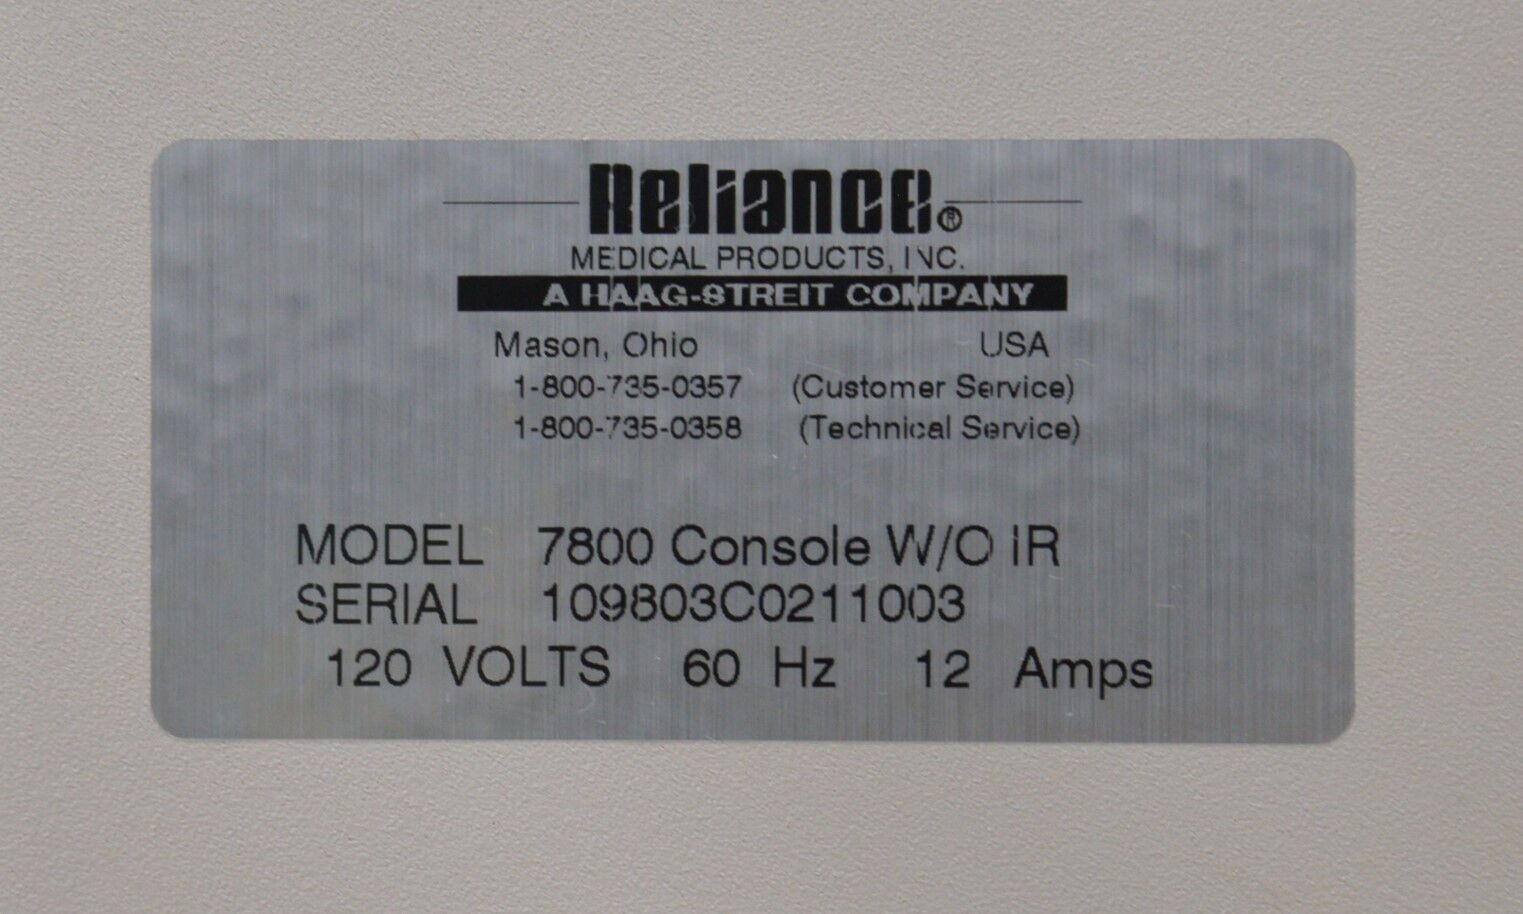 Reliance®
MEDICAL PRODUCTS, INC.
A HAAG-STREIT COMPANY
Mason, Ohio USA
1-800-735-0357 (Customer Service)
1-800-735-0358 (Technical Service)
MODEL 7800 Console W/O IR
SERIAL 109803C0211003
120 VOLTS 60 Hz 12 Amps